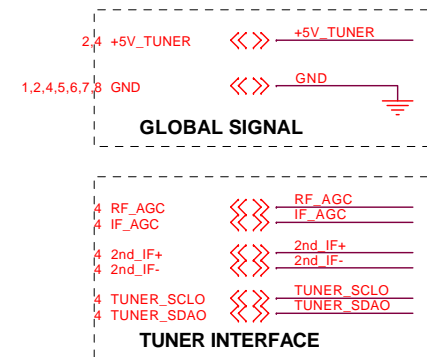 2,4 +5V_TUNER +5V_TUNER
1,2,4,5,6,7,8 GND GND
GLOBAL SIGNAL
4 RF_AGC RF_AGC
4 IF_AGC IF_AGC
4 2nd_IF+ 2nd_IF+
4 2nd_IF- 2nd_IF-
4 TUNER_SCLO TUNER_SCLO
4 TUNER_SDAO TUNER_SDAO
TUNER INTERFACE